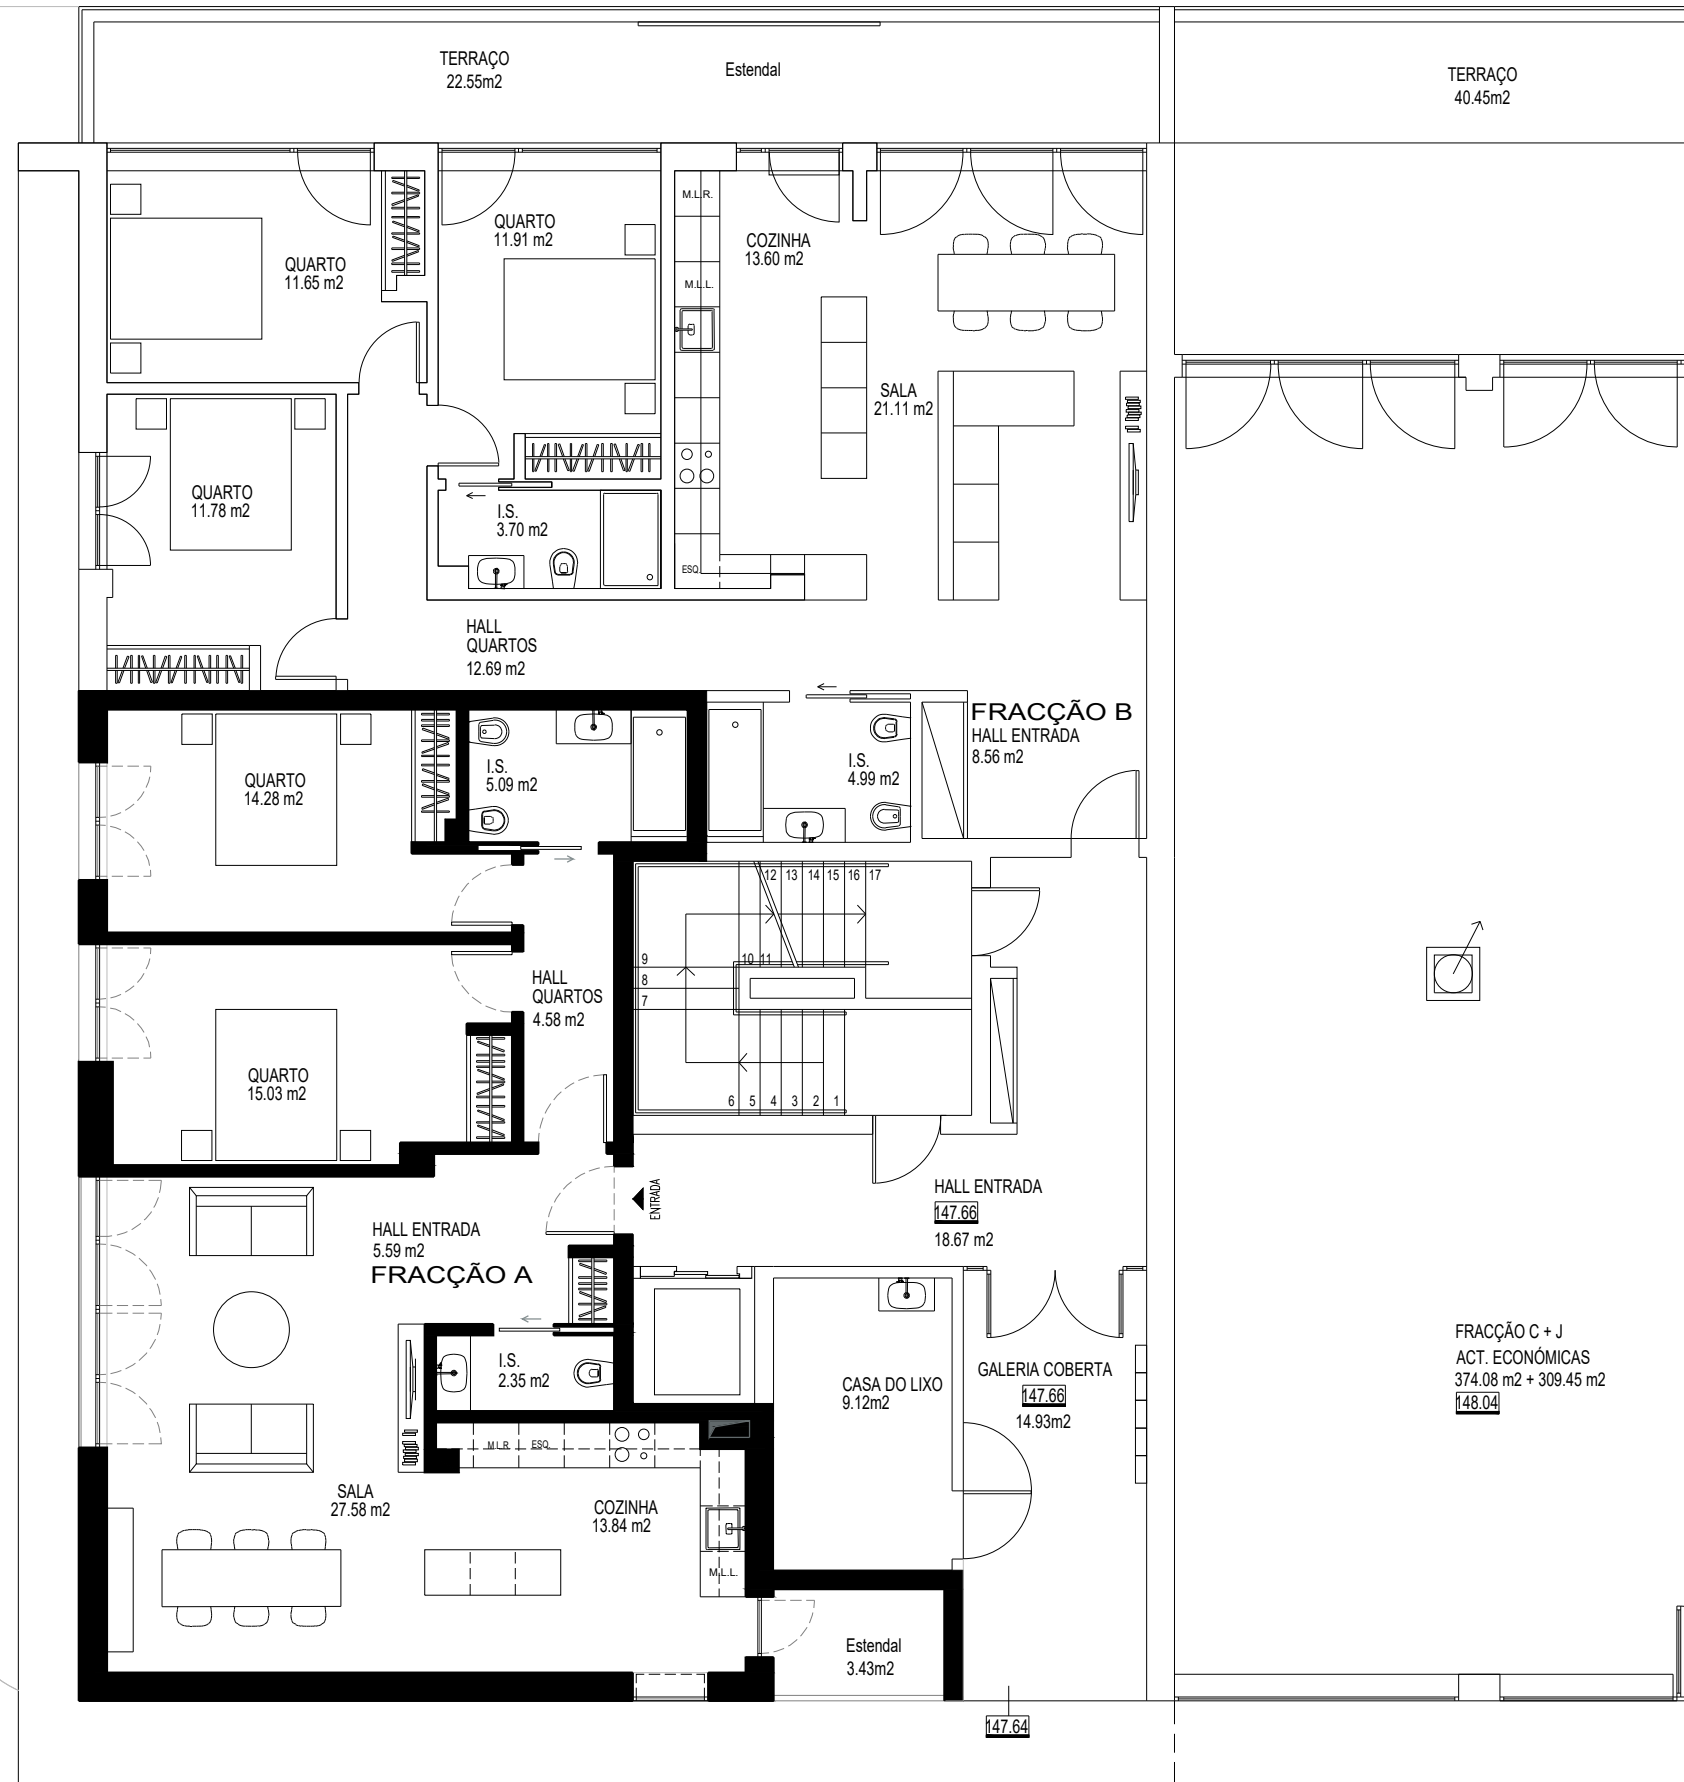 TERRAÇO
22.55m2
Estendal
TERRAÇO
40.45m2
QUARTO
11.65 m2
QUARTO
11.91 m2
M.L.R.
M.L.L.
COZINHA
13.60 m2
SALA
21.11 m2
QUARTO
11.78 m2
I.S.
3.70 m2
ESQ.
HALL
QUARTOS
12.69 m2
FRACÇÃO B
HALL ENTRADA
8.56 m2
QUARTO
14.28 m2
I.S.
5.09 m2
I.S.
4.99 m2
12 13 14 15 16 17
9
10 11
8
7
6 5 4 3 2 1
HALL
QUARTOS
4.58 m2
QUARTO
15.03 m2
ENTRADA
HALL ENTRADA
147.66
18.67 m2
HALL ENTRADA
5.59 m2
FRACÇÃO A
I.S.
2.35 m2
CASA DO LIXO
9.12m2
GALERIA COBERTA
147.66
14.93m2
FRACÇÃO C + J
ACT. ECONÓMICAS
374.08 m2 + 309.45 m2
148.04
M.L.R
ESQ.
SALA
27.58 m2
COZINHA
13.84 m2
M.L.L.
Estendal
3.43m2
147.64